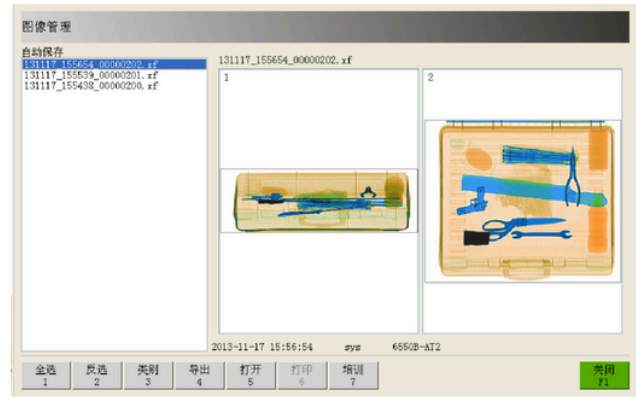 图像管理
自动保存
131117_155654_00000202.xf
131117_155539_00000201.xf
131117_155438_00000200.xf
131117_155654_00000202.xf
1
2
2013-11-17 15:56:54 sys 6550B-AT2
全选 反选 类别 导出 打开 打印 培训 关闭
1 2 3 4 5 6 7 F1